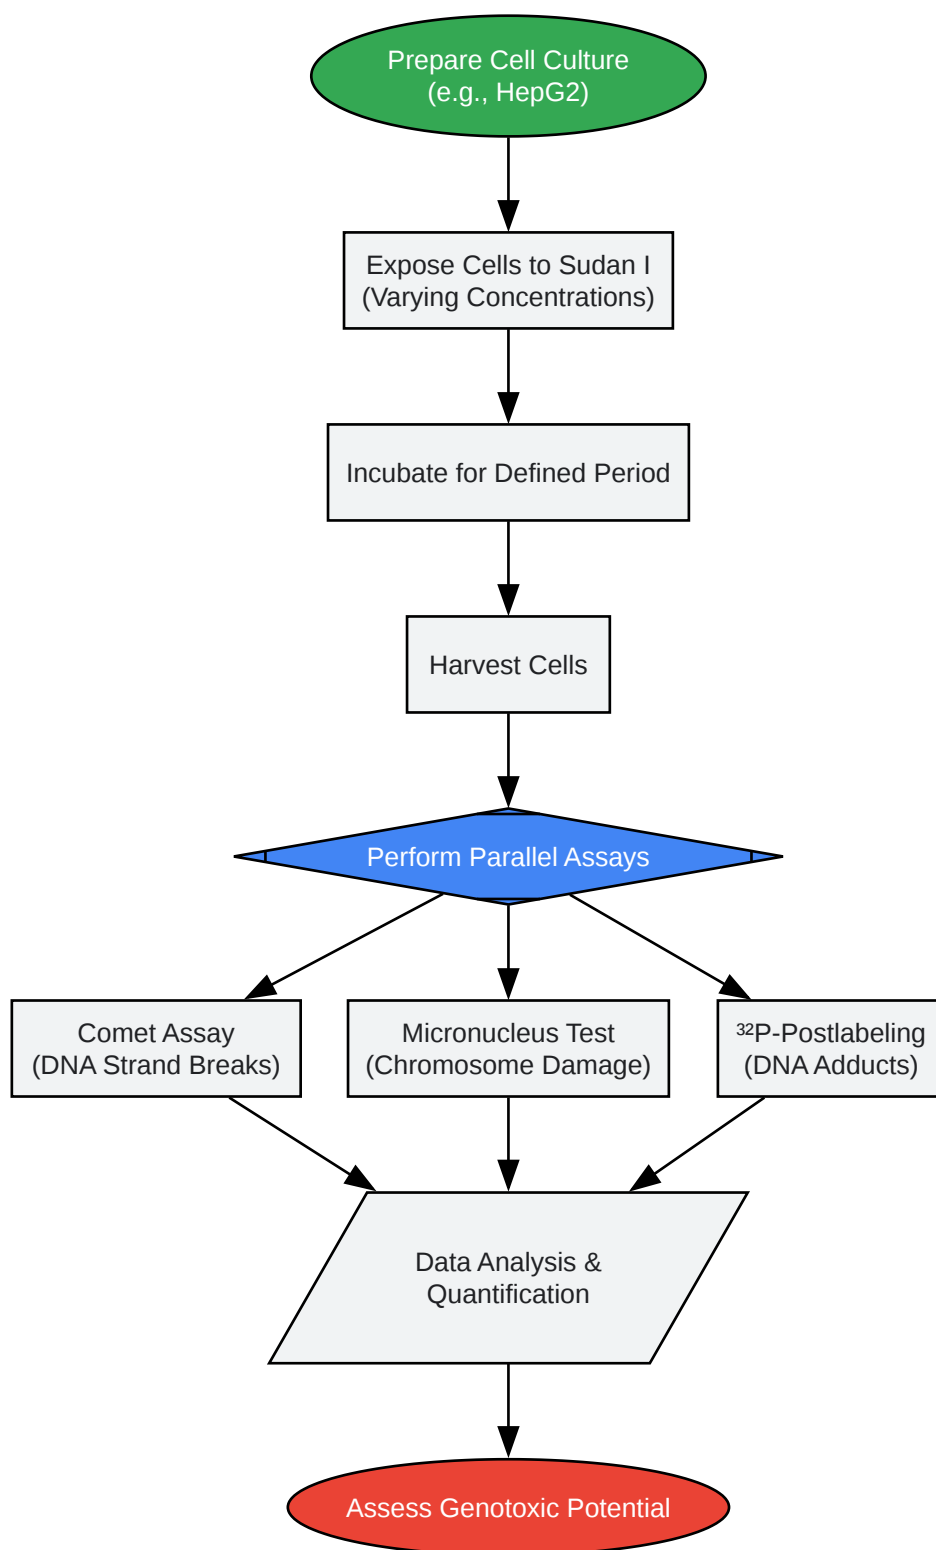 Prepare Cell Culture
(e.g., HepG2)
Expose Cells to Sudan I
(Varying Concentrations)
Incubate for Defined Period
Harvest Cells
Perform Parallel Assays
Comet Assay
(DNA Strand Breaks)
Micronucleus Test
(Chromosome Damage)
³²P-Postlabeling
(DNA Adducts)
Data Analysis &
Quantification
Assess Genotoxic Potential